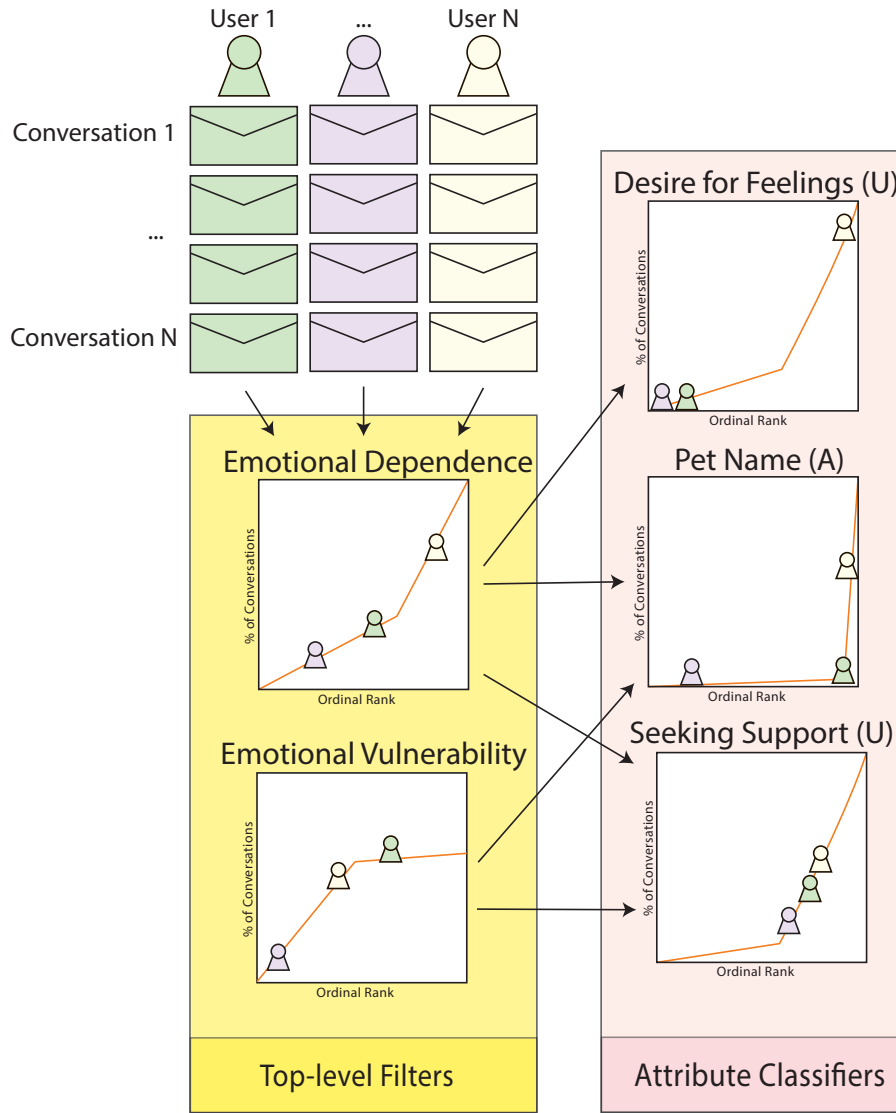 User 1
...
User N
Conversation 1
...
Conversation N
Emotional Dependence
% of Conversations
Ordinal Rank
Emotional Vulnerability
% of Conversations
Ordinal Rank
Top-level Filters
Desire for Feelings (U)
% of Conversations
Ordinal Rank
Pet Name (A)
% of Conversations
Ordinal Rank
Seeking Support (U)
% of Conversations
Ordinal Rank
Attribute Classifiers